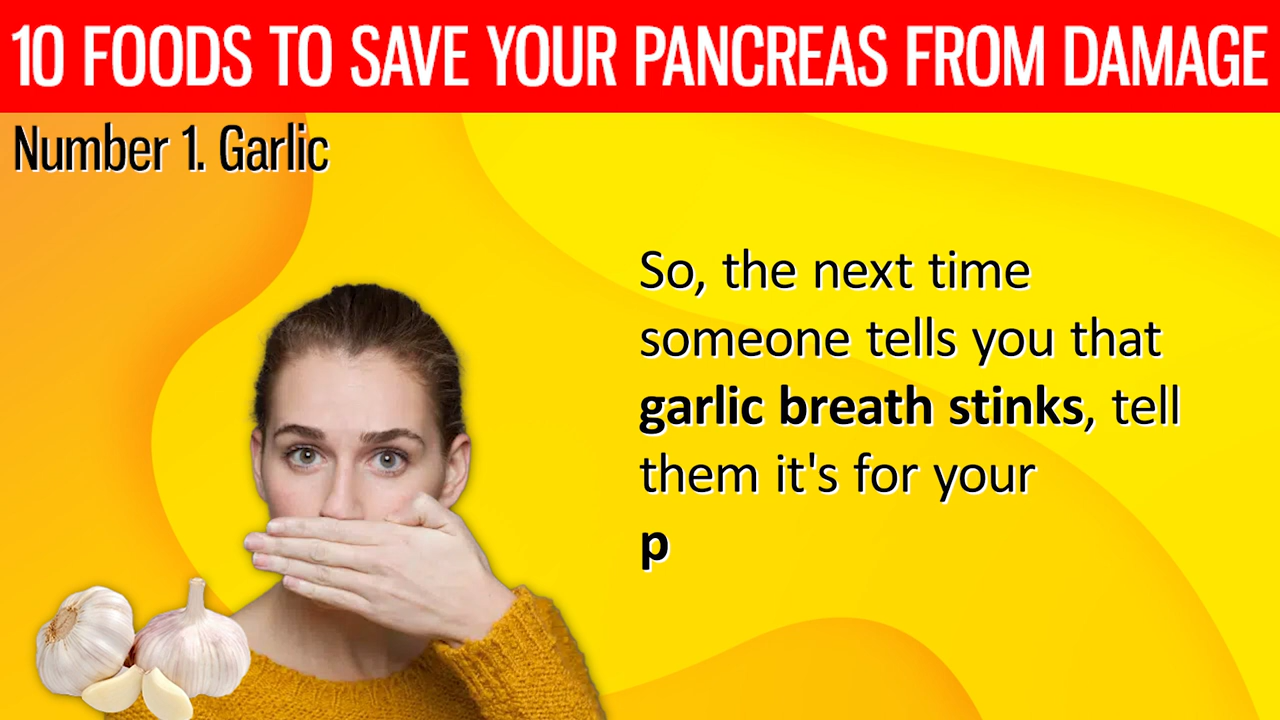 10 FOODS TO SAVE YOUR PANCREAS FROM DAMAGE
Number 1. Garlic
So, the next time
someone tells you that
garlic breath stinks, tell
them it's for your
p